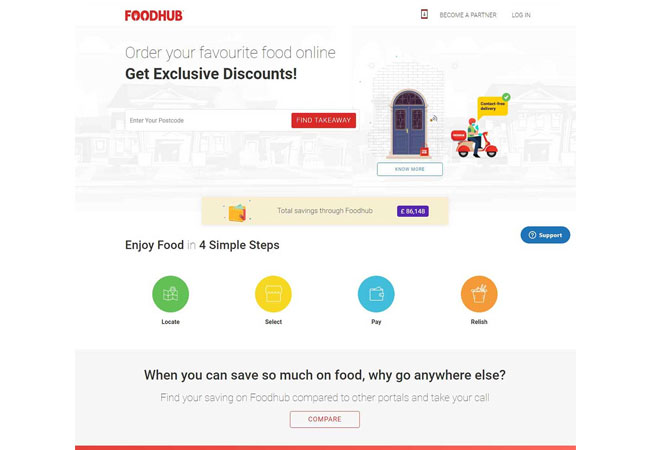 FOODHUB
BECOME A PARTNER
LOG IN
Order your favourite food online
Get Exclusive Discounts!
Contact-free
delivery
Enter Your Postcode
FIND TAKEAWAY
KNOW MORE
Total savings through Foodhub
£ 86,148
Support
Enjoy Food in 4 Simple Steps
Locate
Select
Pay
Relish
When you can save so much on food, why go anywhere else?
Find your saving on Foodhub compared to other portals and take your call
COMPARE